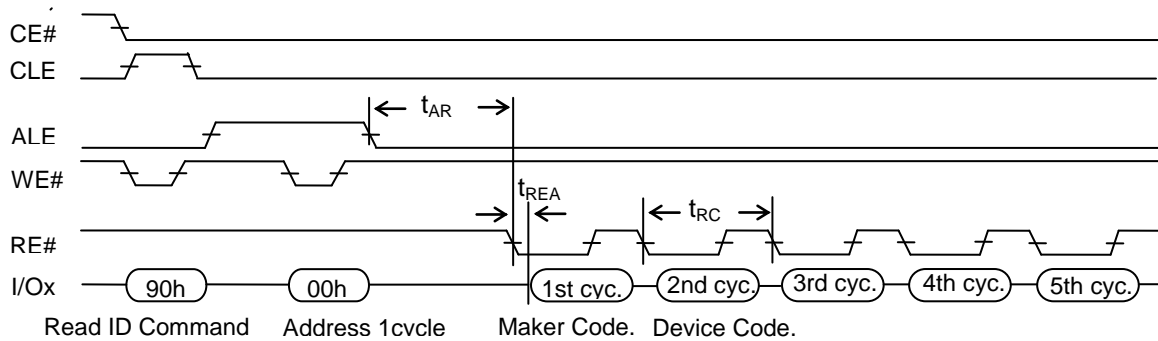 CE#
CLE
t_AR
ALE
WE#
t_REA
t_RC
RE#
I/Ox 90h 00h 1st cyc. 2nd cyc. 3rd cyc. 4th cyc. 5th cyc.
Read ID Command Address 1cycle Maker Code. Device Code.